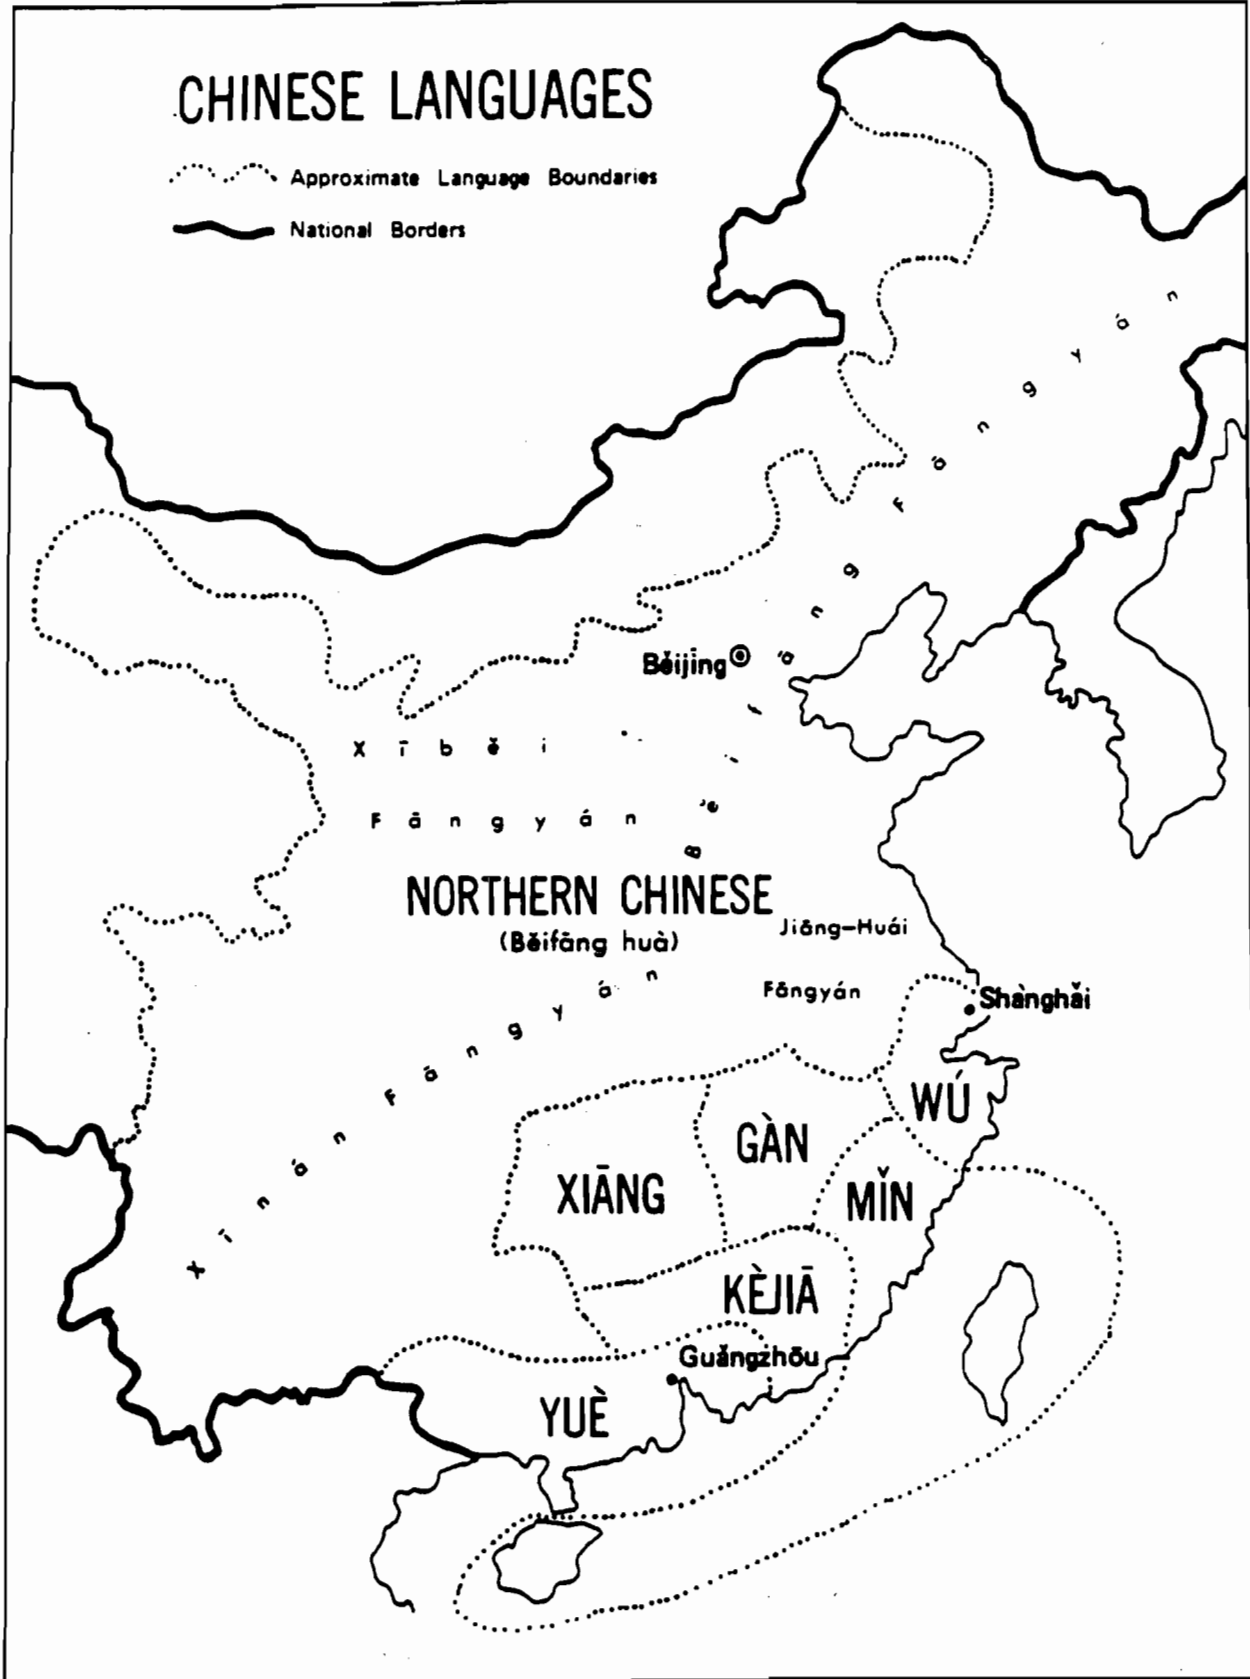 CHINESE LANGUAGES
Approximate Language Boundaries
National Borders
Běifāng Fāngyán
Běijīng
Xīběi
Fāngyán
NORTHERN CHINESE
(Běifāng huà)
Jiāng–Huái
Fāngyán
Shànghǎi
Xīnán Fāngyán
WÚ
GÀN
XIĀNG
MǏN
KÈJIĀ
Guǎngzhōu
YUÈ